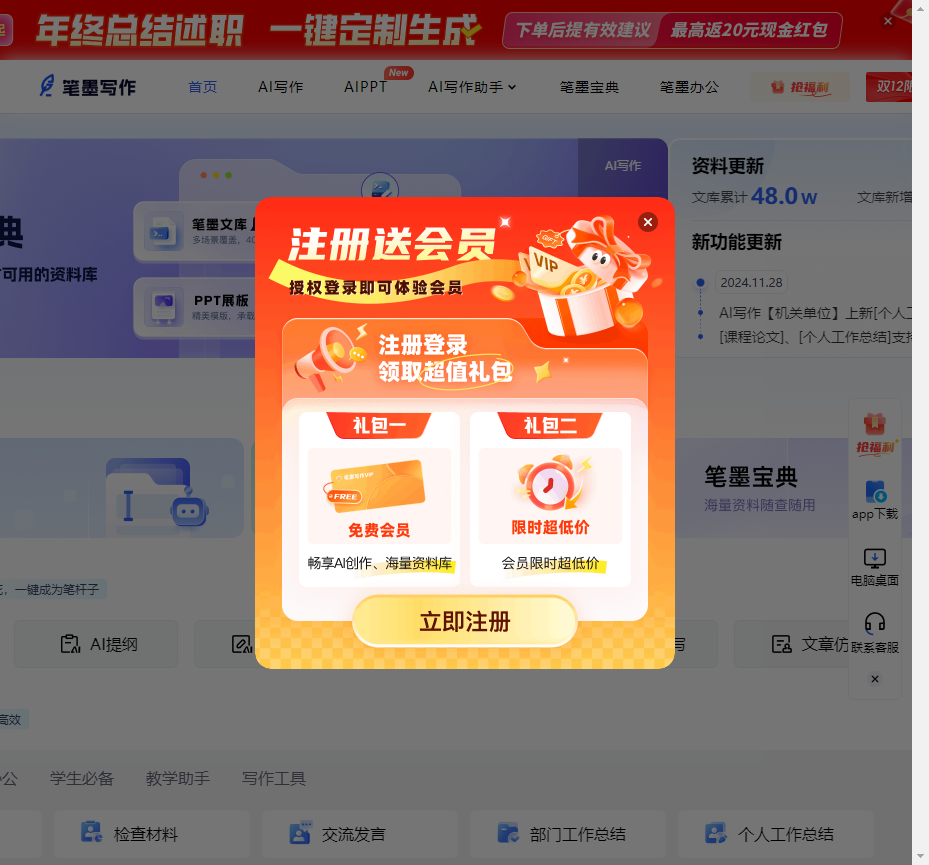 年终总结述职 一键定制生成
下单后提有效建议 最高返20元现金红包
笔墨写作
首页
AI写作
AIPPT
New
AI写作助手
笔墨宝典
笔墨办公
抢福利
双12限
AI写作
典
可用的资料库
笔墨文库
多场景覆盖，40
PPT展板
精美模版，承载
资料更新
文库累计 48.0w
文库新增
新功能更新
2024.11.28
AI写作【机关单位】上新[个人工
[课程论文]、[个人工作总结]支持
注册送会员
授权登录即可体验会员
GIFT
VIP
注册登录
领取超值礼包
礼包一
FREE
免费会员
畅享AI创作、海量资料库
礼包二
限时超低价
会员限时超低价
立即注册
笔墨宝典
海量资料随查随用
抢福利
app下载
电脑桌面
联系客服
，一键成为笔杆子
AI提纲
写
文章仿
高效
公
学生必备
教学助手
写作工具
检查材料
交流发言
部门工作总结
个人工作总结